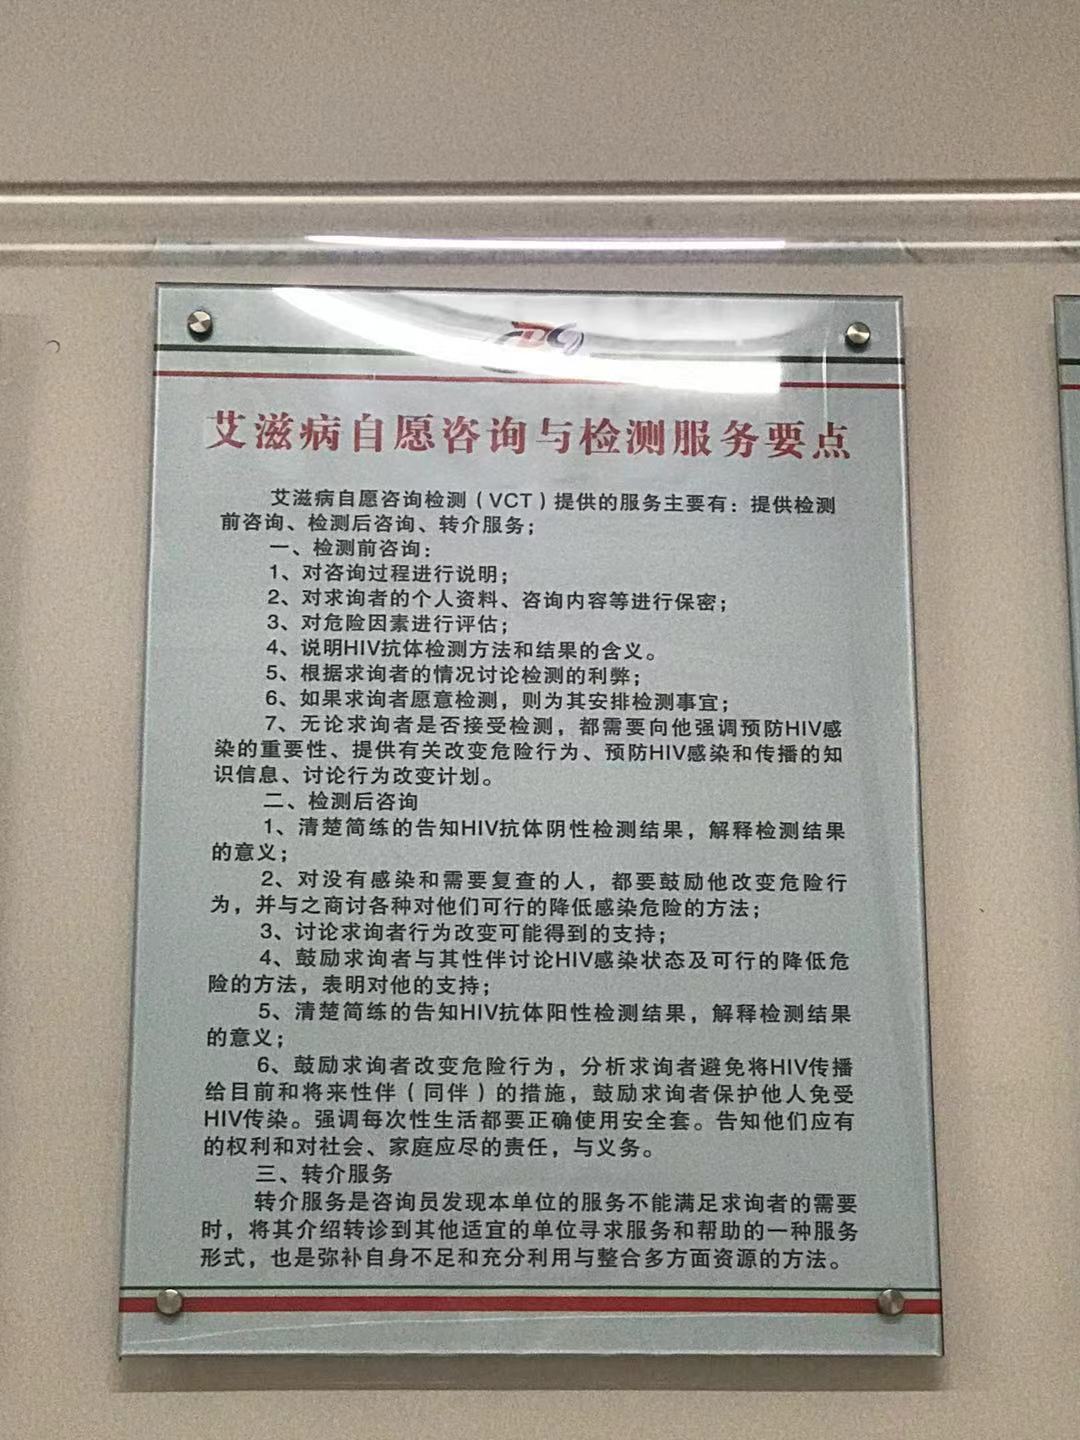 艾滋病自愿咨询与检测服务要点
艾滋病自愿咨询检测（VCT）提供的服务主要有：提供检测
前咨询、检测后咨询、转介服务；
一、检测前咨询：
1、对咨询过程进行说明；
2、对求询者的个人资料、咨询内容等进行保密；
3、对危险因素进行评估；
4、说明HIV抗体检测方法和结果的含义。
5、根据求询者的情况讨论检测的利弊；
6、如果求询者愿意检测，则为其安排检测事宜；
7、无论求询者是否接受检测，都需要向他强调预防HIV感
染的重要性、提供有关改变危险行为、预防HIV感染和传播的知
识信息、讨论行为改变计划。
二、检测后咨询
1、清楚简练的告知HIV抗体阴性检测结果，解释检测结果
的意义；
2、对没有感染和需要复查的人，都要鼓励他改变危险行
为，并与之商讨各种对他们可行的降低感染危险的方法；
3、讨论求询者行为改变可能得到的支持；
4、鼓励求询者与其性伴讨论HIV感染状态及可行的降低危
险的方法，表明对他的支持；
5、清楚简练的告知HIV抗体阳性检测结果，解释检测结果
的意义；
6、鼓励求询者改变危险行为，分析求询者避免将HIV传播
给目前和将来性伴（同伴）的措施，鼓励求询者保护他人免受
HIV传染。强调每次性生活都要正确使用安全套。告知他们应有
的权利和对社会、家庭应尽的责任，与义务。
三、转介服务
转介服务是咨询员发现本单位的服务不能满足求询者的需要
时，将其介绍转诊到其他适宜的单位寻求服务和帮助的一种服务
形式，也是弥补自身不足和充分利用与整合多方面资源的方法。